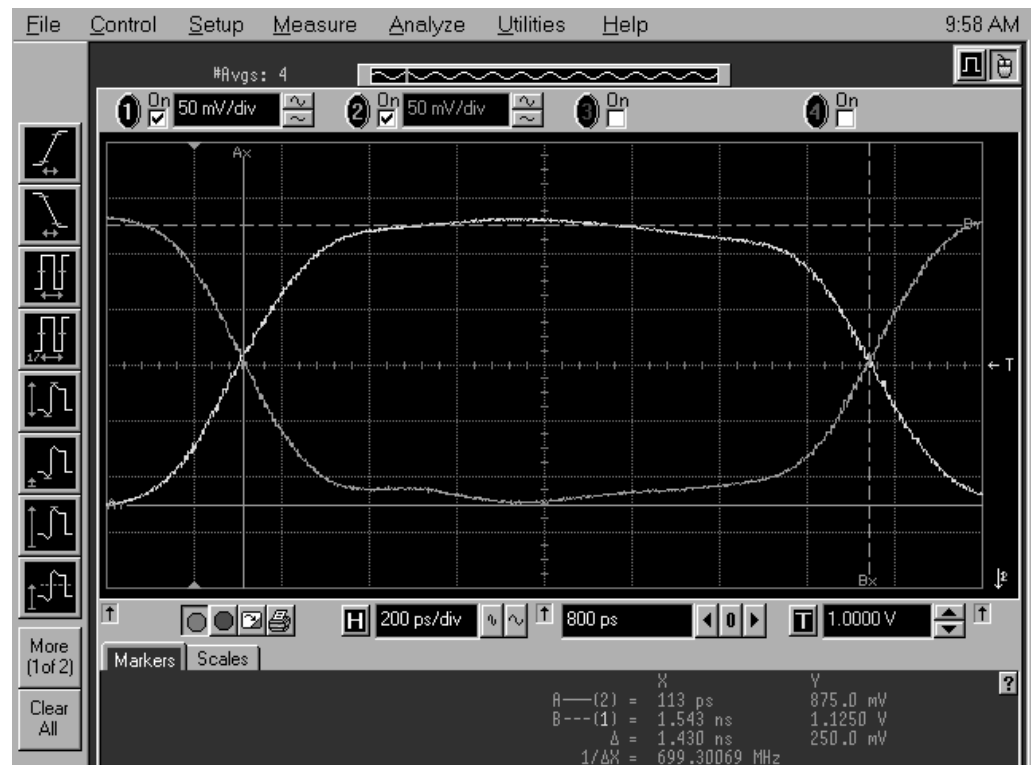 File Control Setup Measure Analyze Utilities Help 9:58 AM
#Avgs: 4
1 On 50 mV/div 2 On 50 mV/div 3 On 4 On
Ax
By
T
Ay
Bx
2
H 200 ps/div 800 ps 0 T 1.0000 V
More
(1 of 2)
Clear
All
Markers Scales
X Y
A——(2) = 113 ps 875.0 mV
B---(1) = 1.543 ns 1.1250 V
Δ = 1.430 ns 250.0 mV
1/ΔX = 699.30069 MHz
?